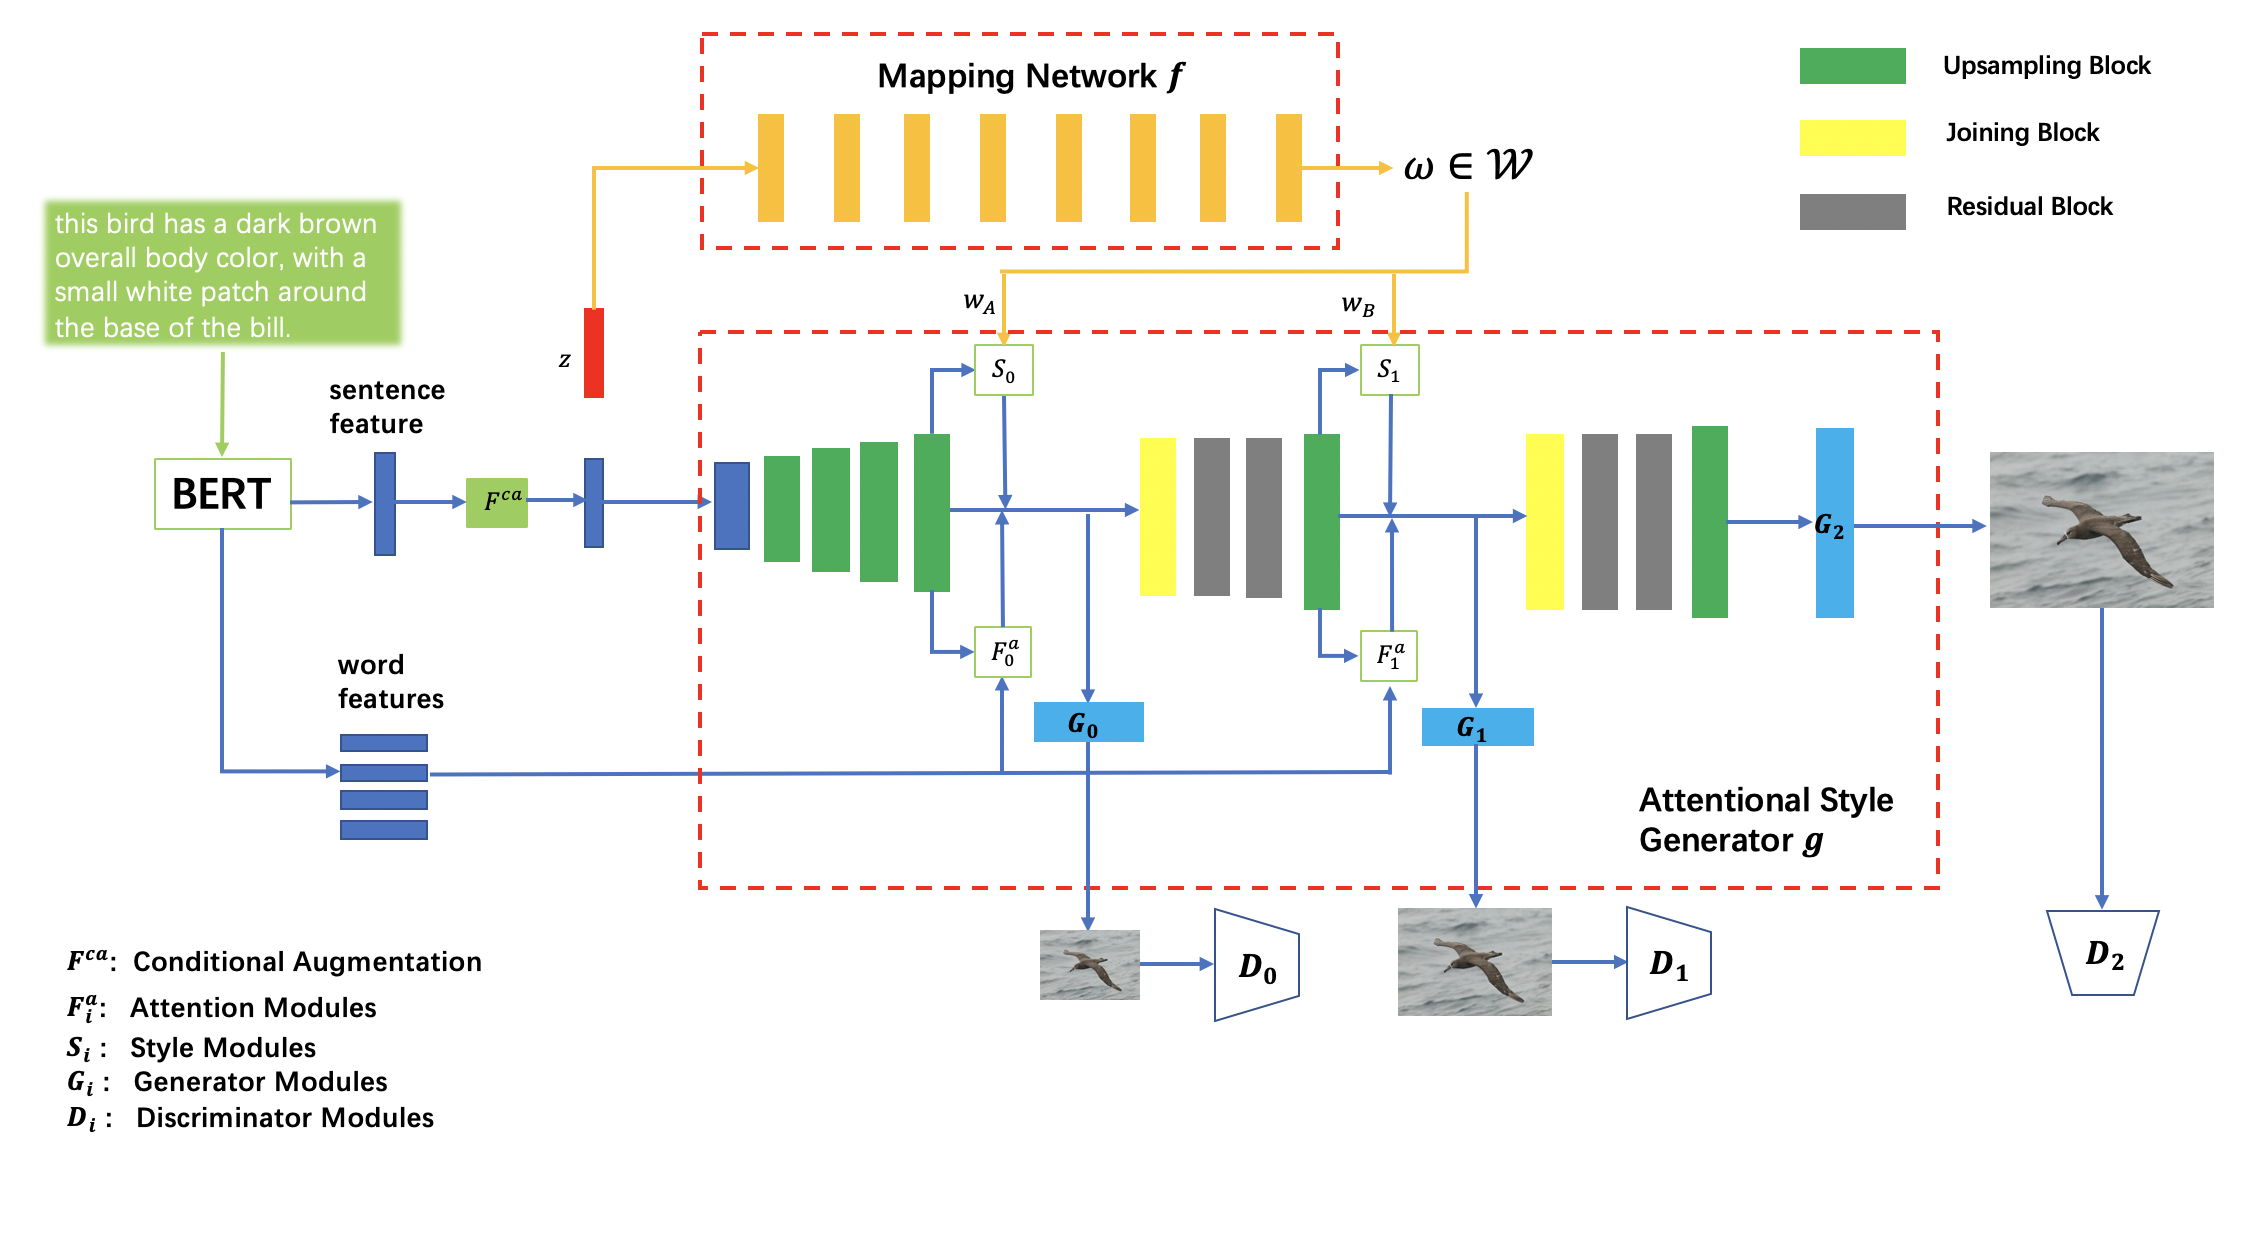 Mapping Network f
Upsampling Block
Joining Block
Residual Block
ω ∈ 𝒲
this bird has a dark brown
overall body color, with a
small white patch around
the base of the bill.
w_A
w_B
z
S_0
S_1
sentence
feature
BERT
F^{ca}
G_2
F_0^a
F_1^a
word
features
G_0
G_1
Attentional Style
Generator g
D_0
D_1
D_2
F^{ca}: Conditional Augmentation
F_i^a: Attention Modules
S_i : Style Modules
G_i : Generator Modules
D_i : Discriminator Modules